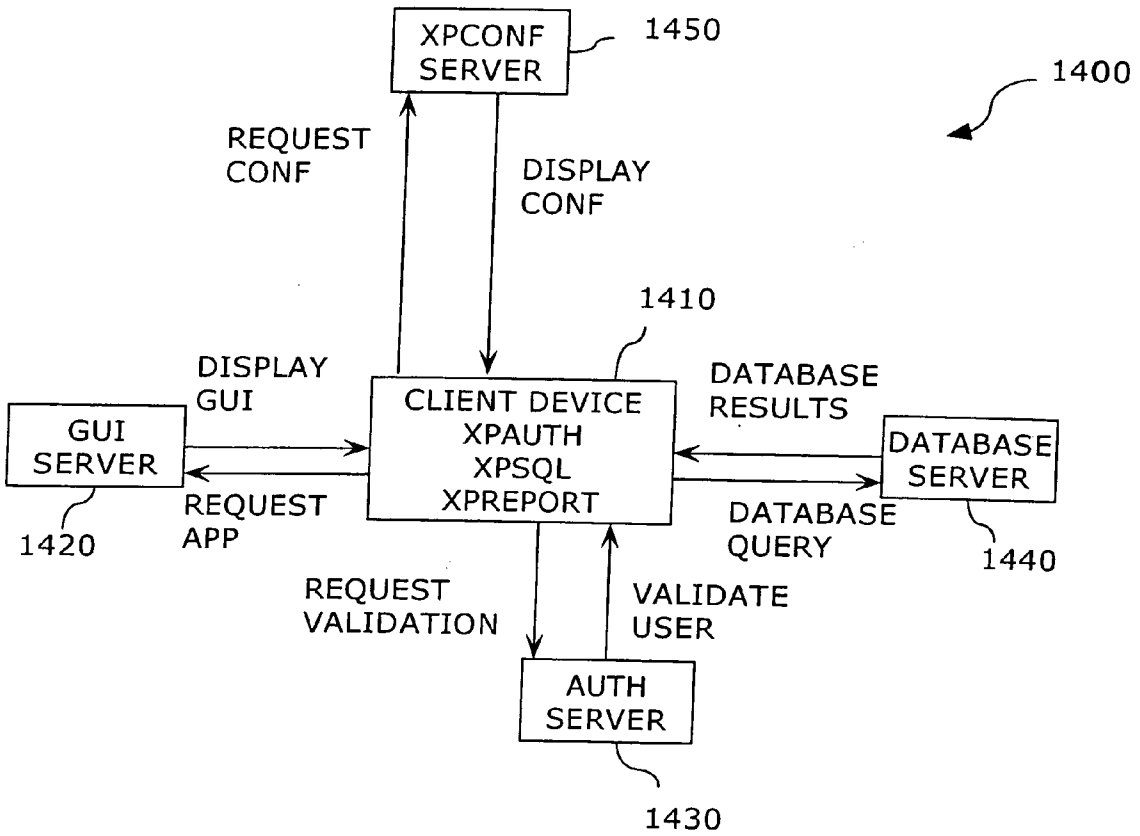 XPCONF
SERVER
1450
1400
REQUEST
CONF
DISPLAY
CONF
1410
DISPLAY
GUI
DATABASE
RESULTS
GUI
SERVER
CLIENT DEVICE
XPAUTH
XPSQL
XPREPORT
DATABASE
SERVER
1420
REQUEST
APP
DATABASE
QUERY
1440
REQUEST
VALIDATION
VALIDATE
USER
AUTH
SERVER
1430